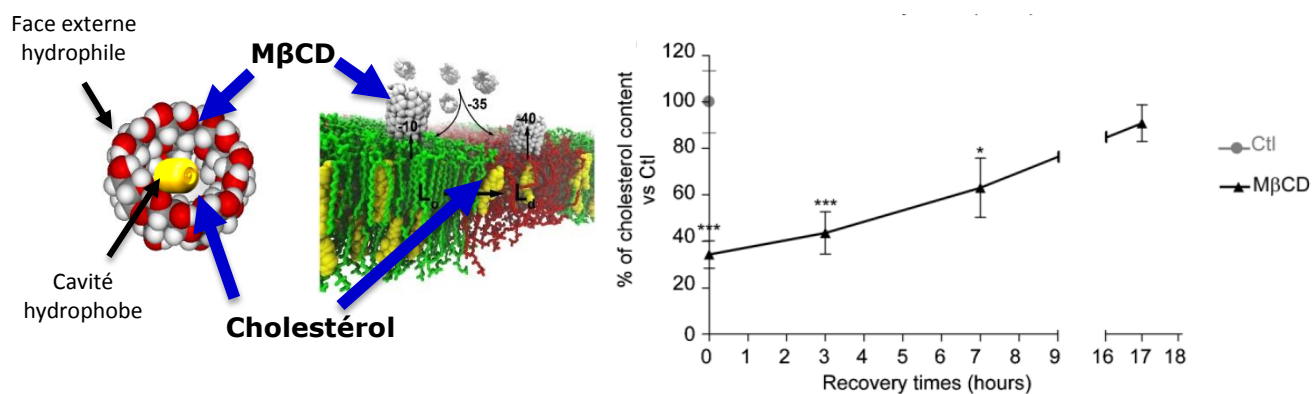 Face externe
hydrophile
MβCD
-35
-10
-40
Lo
Ld
Cavité
hydrophobe
Cholestérol
% of cholesterol content
vs Ctl
120
100
80
60
40
20
0
***
***
*
Ctl
MβCD
0 1 2 3 4 5 6 7 8 9 16 17 18
Recovery times (hours)